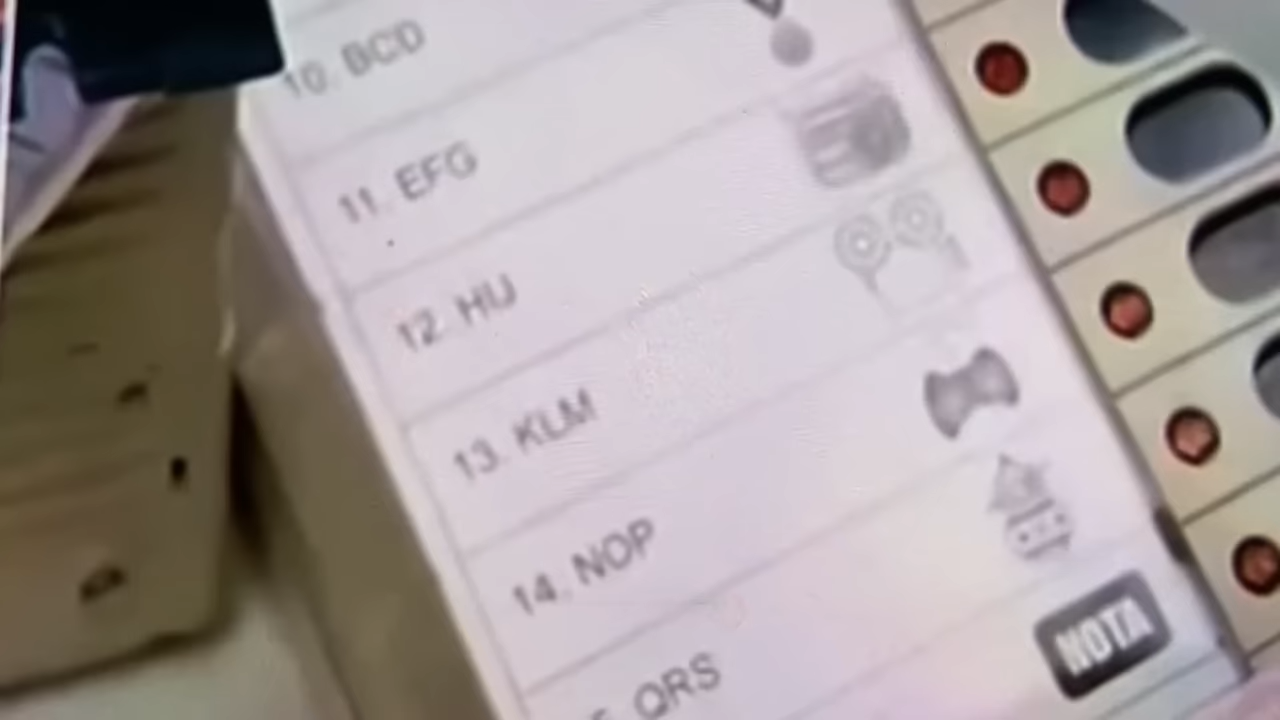 10. BCD
11. EFG
12. HIJ
13. KLM
14. NOP
QRS
NOTA